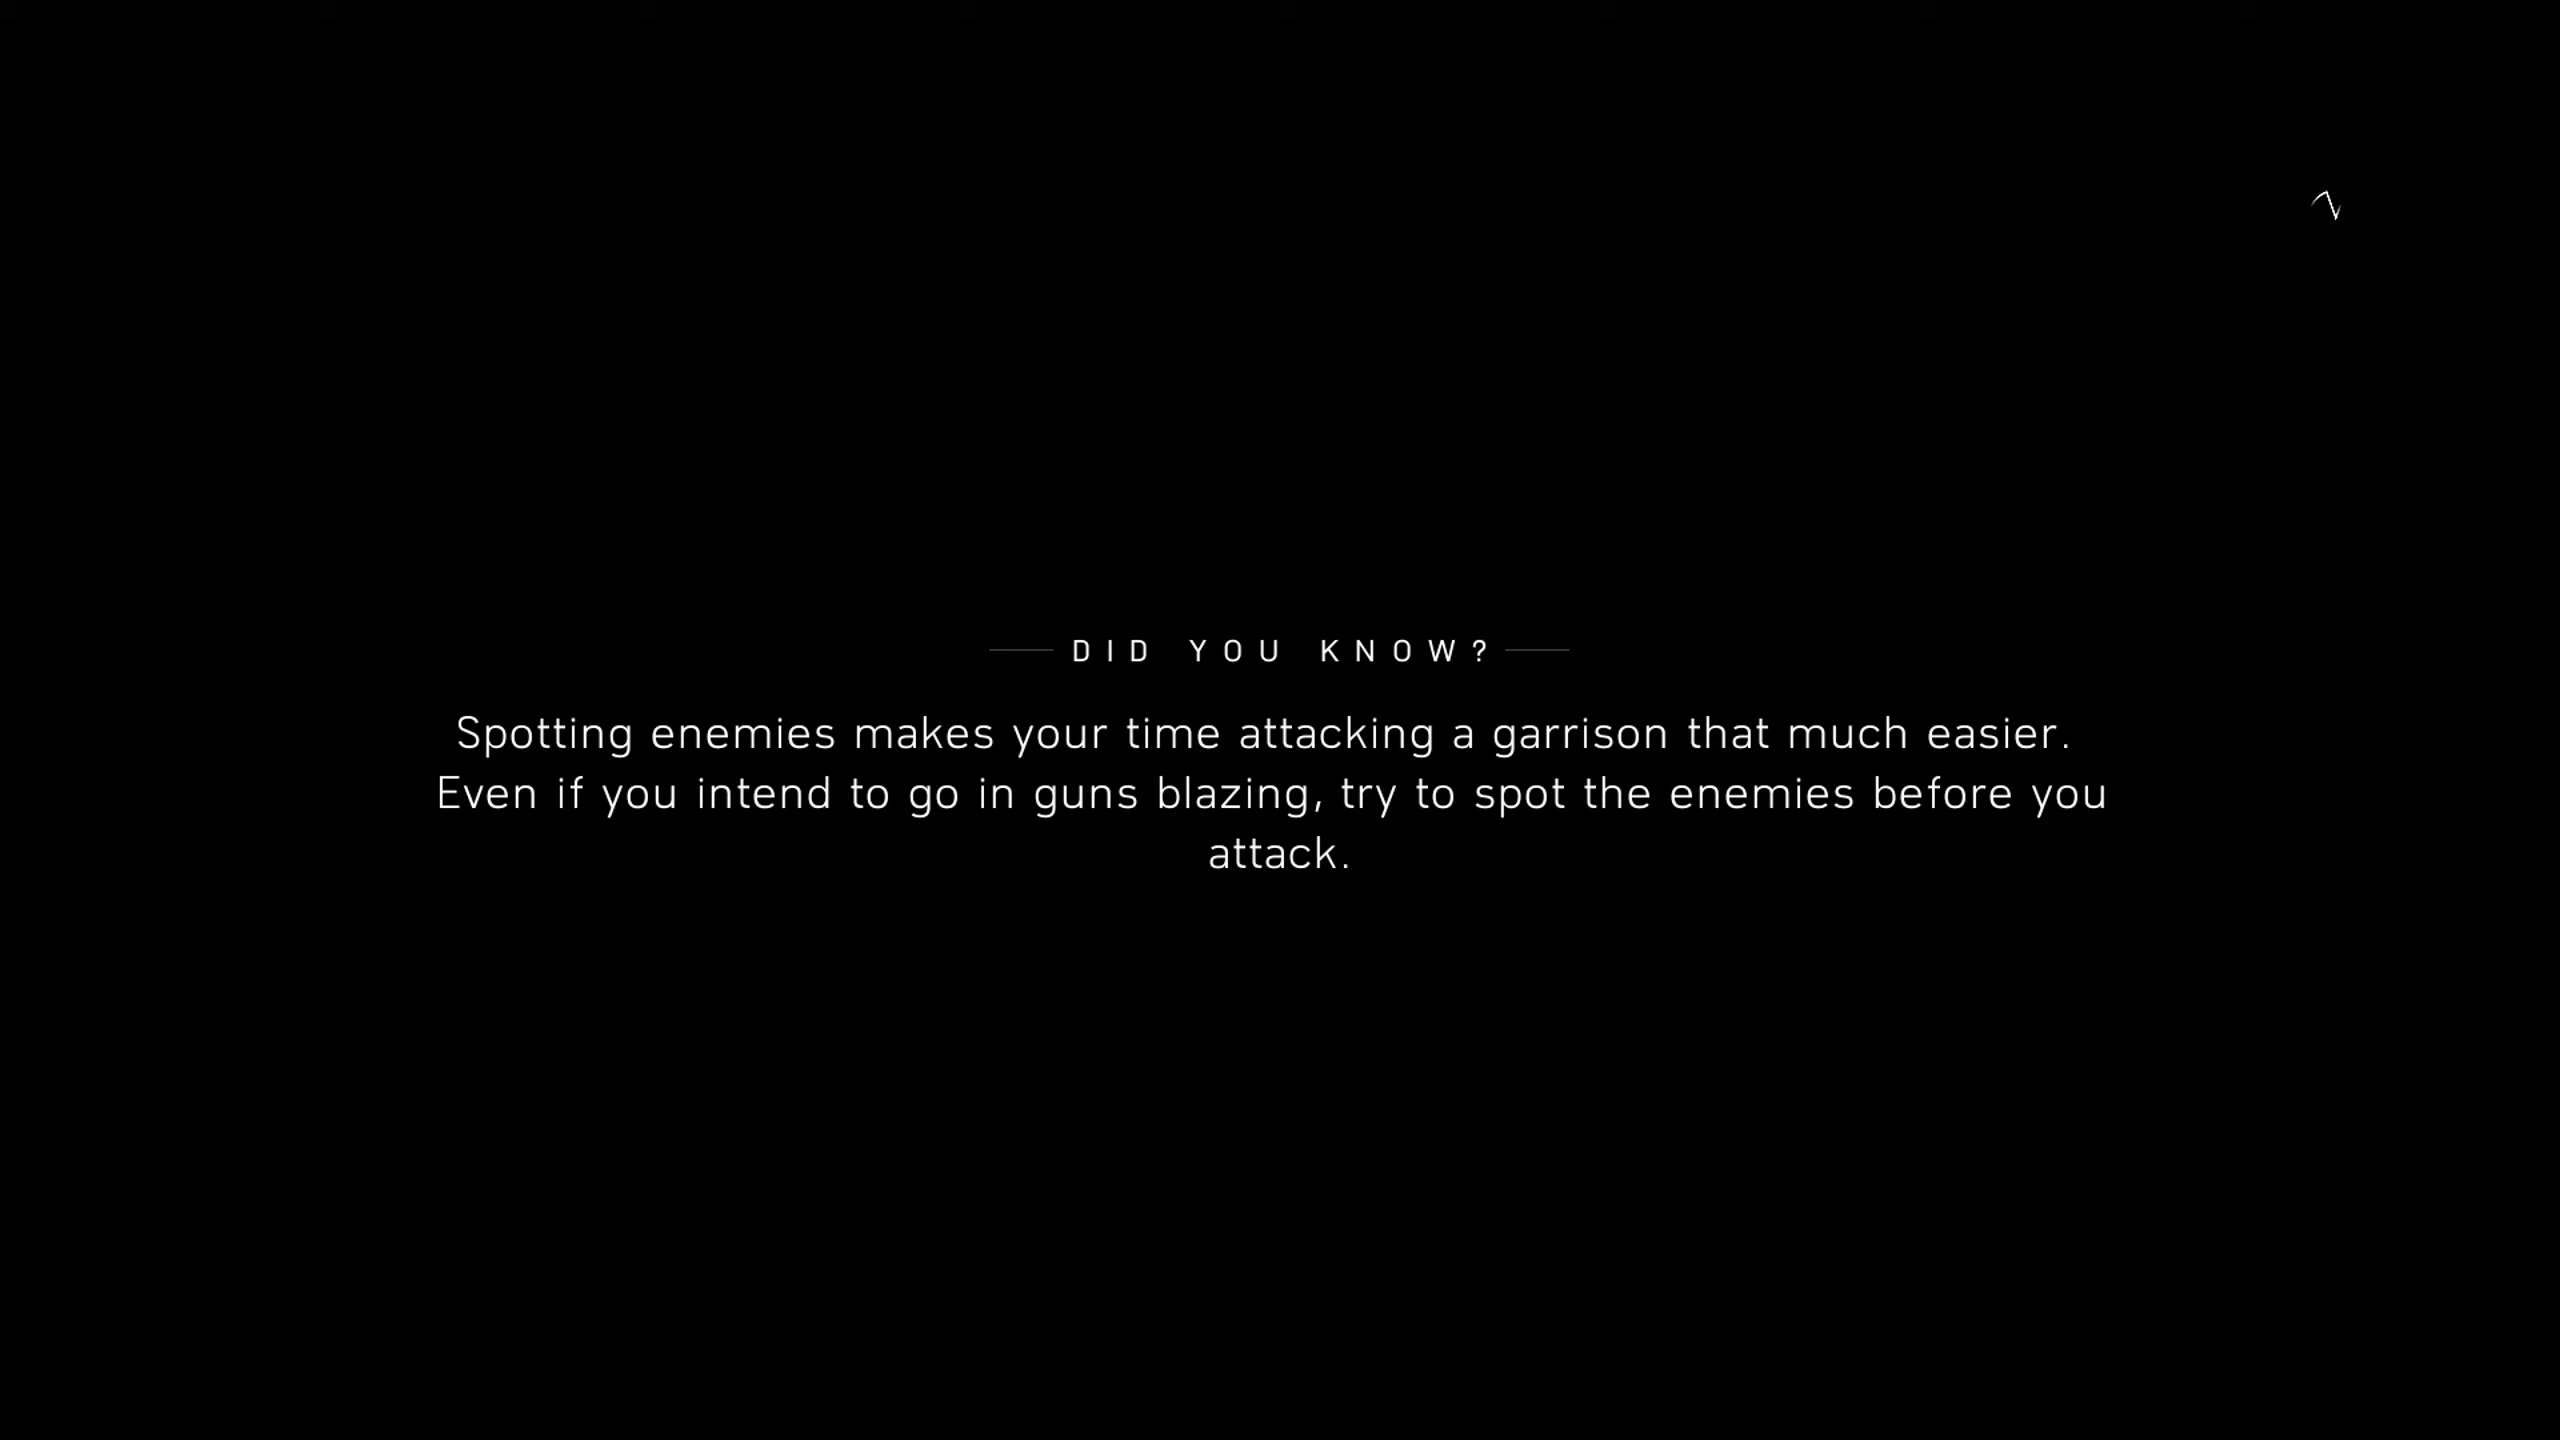 DID YOU KNOW?
Spotting enemies makes your time attacking a garrison that much easier.
Even if you intend to go in guns blazing, try to spot the enemies before you
attack.